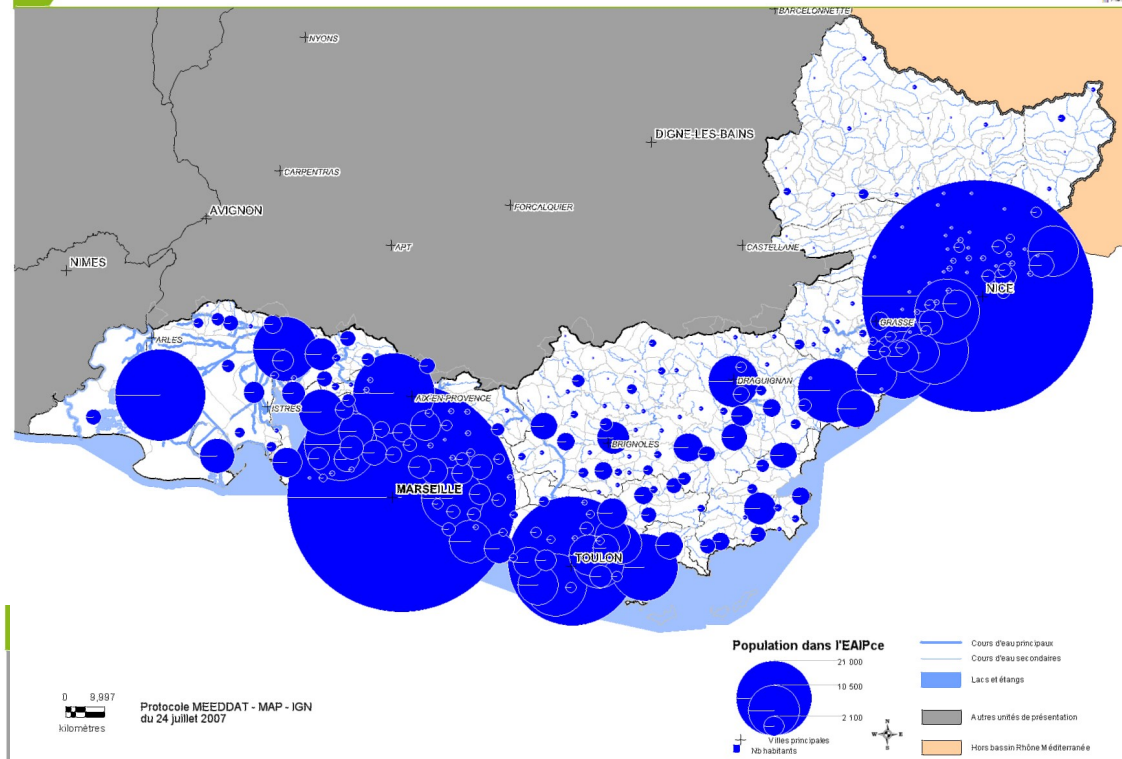 BARCELONNETTE
NYONS
DIGNE-LES-BAINS
CARPENTRAS
AVIGNON
FORCALQUIER
APT
CASTELLANE
NIMES
NICE
GRASSE
ARLES
DRAGUIGNAN
AIX-EN-PROVENCE
ISTRES
BRIGNOLES
MARSEILLE
TOULON
Population dans l'EAIPce
21 000
10 500
2 100
Villes principales
Nb habitants
N
W E
S
Cours d'eau principaux
Cours d'eau secondaires
Lacs et étangs
Autres unités de présentation
Hors bassin Rhône Méditerranée
0 9,997
kilomètres
Protocole MEEDDAT - MAP - IGN
du 24 juillet 2007